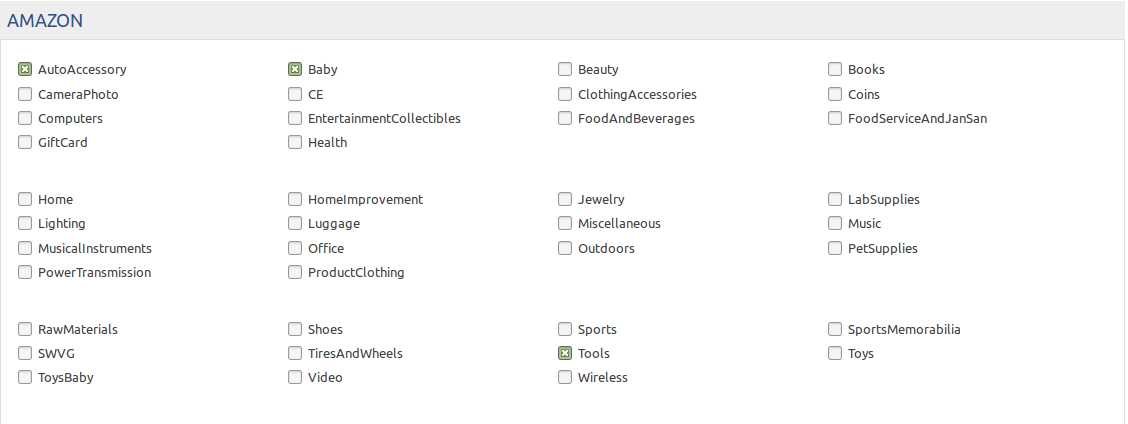 AMAZON
AutoAccessory Baby Beauty Books
CameraPhoto CE ClothingAccessories Coins
Computers EntertainmentCollectibles FoodAndBeverages FoodServiceAndJanSan
GiftCard Health
Home HomeImprovement Jewelry LabSupplies
Lighting Luggage Miscellaneous Music
MusicalInstruments Office Outdoors PetSupplies
PowerTransmission ProductClothing
RawMaterials Shoes Sports SportsMemorabilia
SWVG TiresAndWheels Tools Toys
ToysBaby Video Wireless